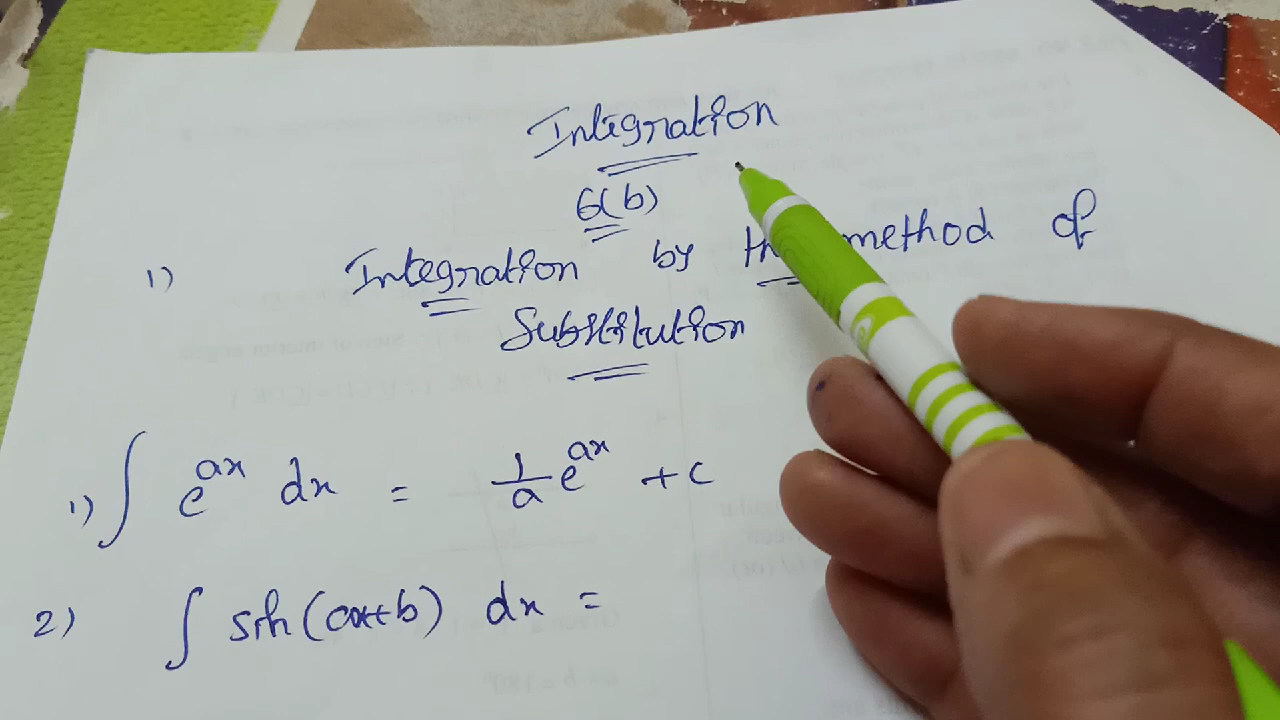 Integration
6(b)
1) Integration by the method of
Substitution
1) ∫ e^{ax} dx = 1/a e^{ax} + c
2) ∫ sin(ax+b) dx =